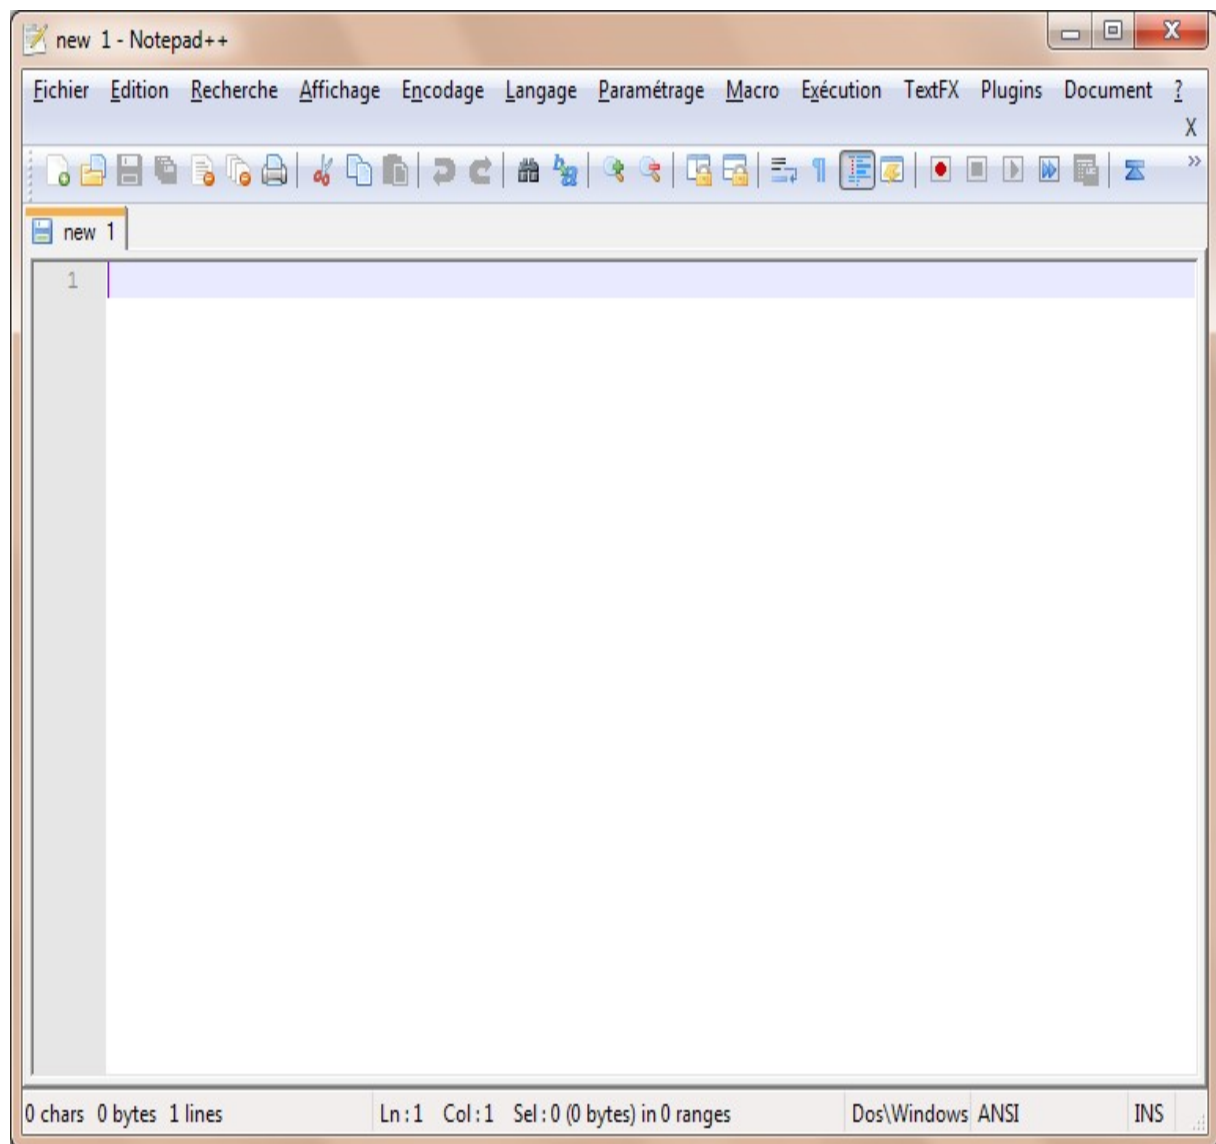 new 1 - Notepad++
Fichier Edition Recherche Affichage Encodage Langage Paramétrage Macro Exécution TextFX Plugins Document ?
X
new 1
1
0 chars 0 bytes 1 lines Ln : 1 Col : 1 Sel : 0 (0 bytes) in 0 ranges Dos\Windows ANSI INS